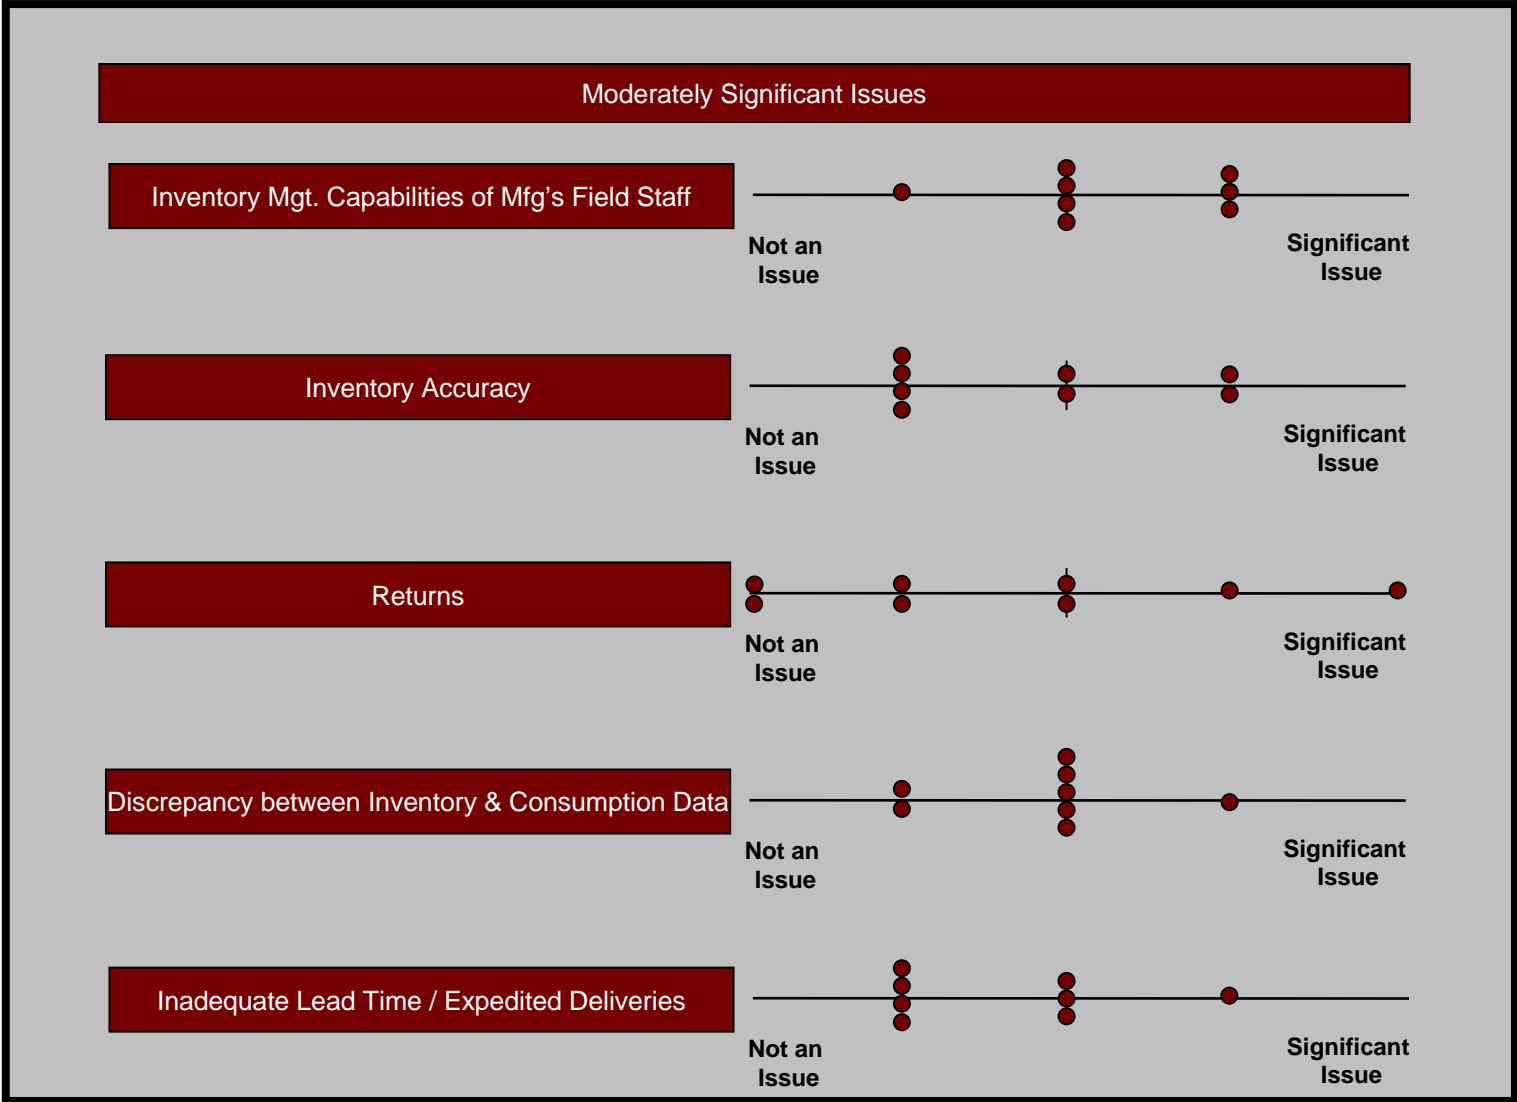 Moderately Significant Issues
Inventory Mgt. Capabilities of Mfg's Field Staff
Not an
Issue
Significant
Issue
Inventory Accuracy
Not an
Issue
Significant
Issue
Returns
Not an
Issue
Significant
Issue
Discrepancy between Inventory & Consumption Data
Not an
Issue
Significant
Issue
Inadequate Lead Time / Expedited Deliveries
Not an
Issue
Significant
Issue